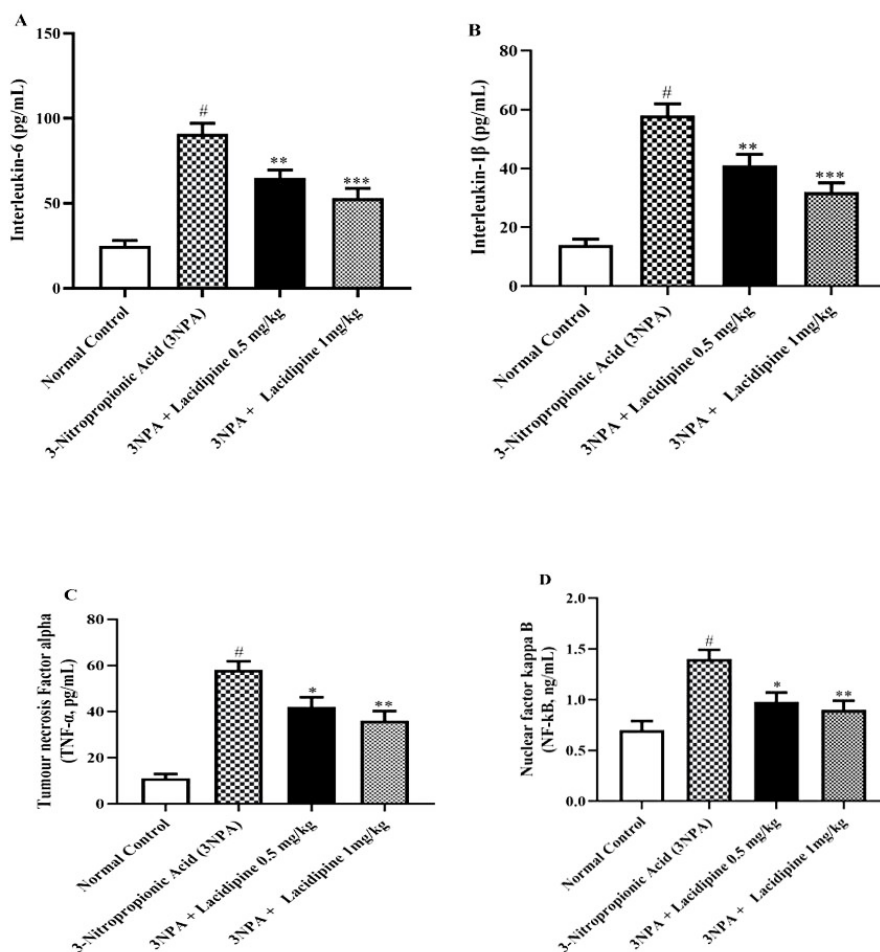 A
Interleukin-6 (pg/mL)
150
100
50
0
#
**
***
Normal Control
3-Nitropropionic Acid (3NPA)
3NPA + Lacidipine 0.5 mg/kg
3NPA + Lacidipine 1mg/kg
B
Interleukin-1β (pg/mL)
80
60
40
20
0
#
**
***
Normal Control
3-Nitropropionic Acid (3NPA)
3NPA + Lacidipine 0.5 mg/kg
3NPA + Lacidipine 1mg/kg
C
Tumour necrosis Factor alpha
(TNF-α, pg/mL)
80
60
40
20
0
#
*
**
Normal Control
3-Nitropropionic Acid (3NPA)
3NPA + Lacidipine 0.5 mg/kg
3NPA + Lacidipine 1mg/kg
D
Nuclear factor kappa B
(NF-kB, ng/mL)
2.0
1.5
1.0
0.5
0.0
#
*
**
Normal Control
3-Nitropropionic Acid (3NPA)
3NPA + Lacidipine 0.5 mg/kg
3NPA + Lacidipine 1mg/kg